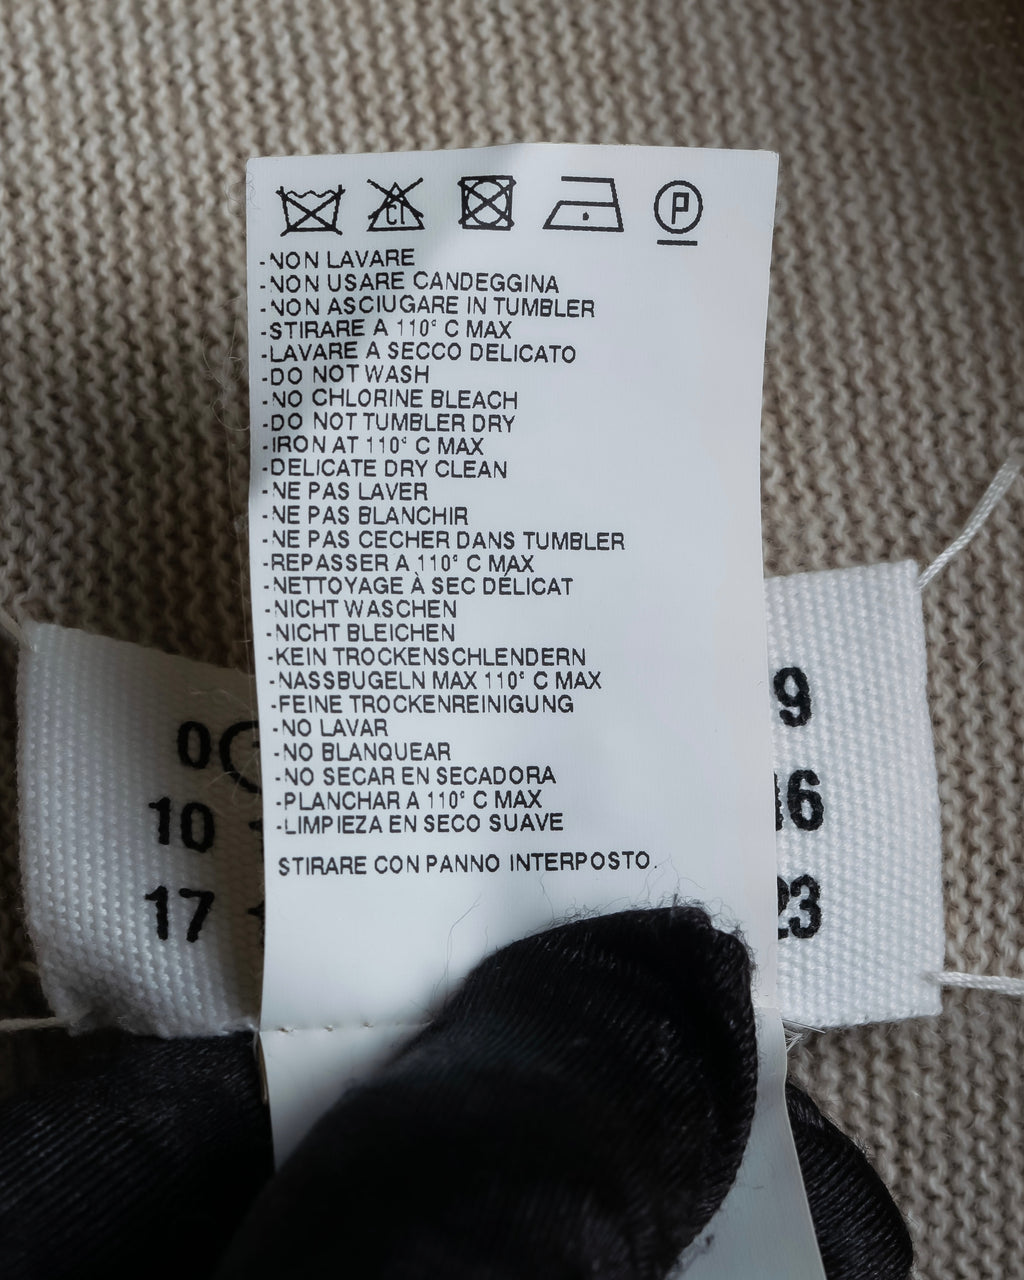 cl P
-NON LAVARE
-NON USARE CANDEGGINA
-NON ASCIUGARE IN TUMBLER
-STIRARE A 110° C MAX
-LAVARE A SECCO DELICATO
-DO NOT WASH
-NO CHLORINE BLEACH
-DO NOT TUMBLER DRY
-IRON AT 110° C MAX
-DELICATE DRY CLEAN
-NE PAS LAVER
-NE PAS BLANCHIR
-NE PAS CECHER DANS TUMBLER
-REPASSER A 110° C MAX
-NETTOYAGE À SEC DÉLICAT
-NICHT WASCHEN
-NICHT BLEICHEN
-KEIN TROCKENSCHLENDERN
-NASSBUGELN MAX 110° C MAX
-FEINE TROCKENREINIGUNG
-NO LAVAR
-NO BLANQUEAR
-NO SECAR EN SECADORA
-PLANCHAR A 110° C MAX
-LIMPIEZA EN SECO SUAVE
STIRARE CON PANNO INTERPOSTO.
0 9
10 16
17 23